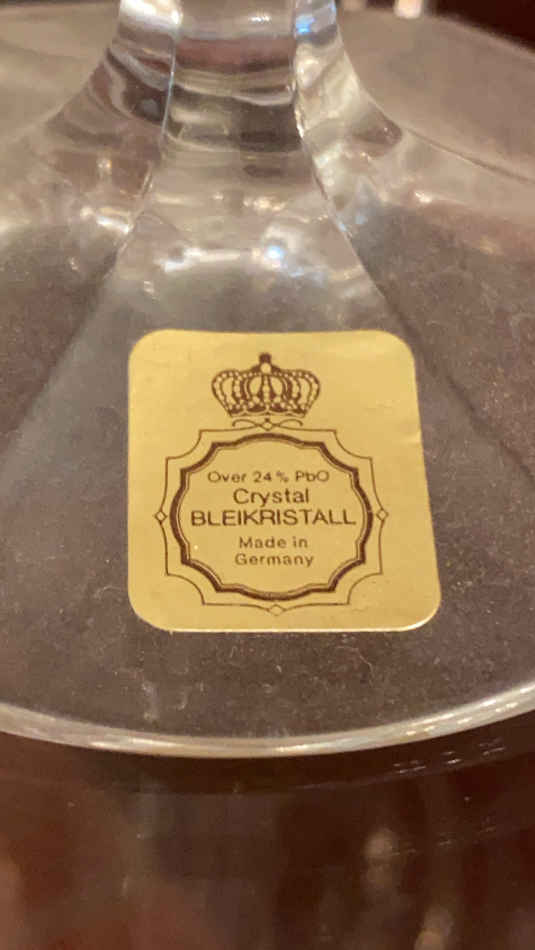 Over 24% PbO
Crystal
BLEIKRISTALL
Made in
Germany